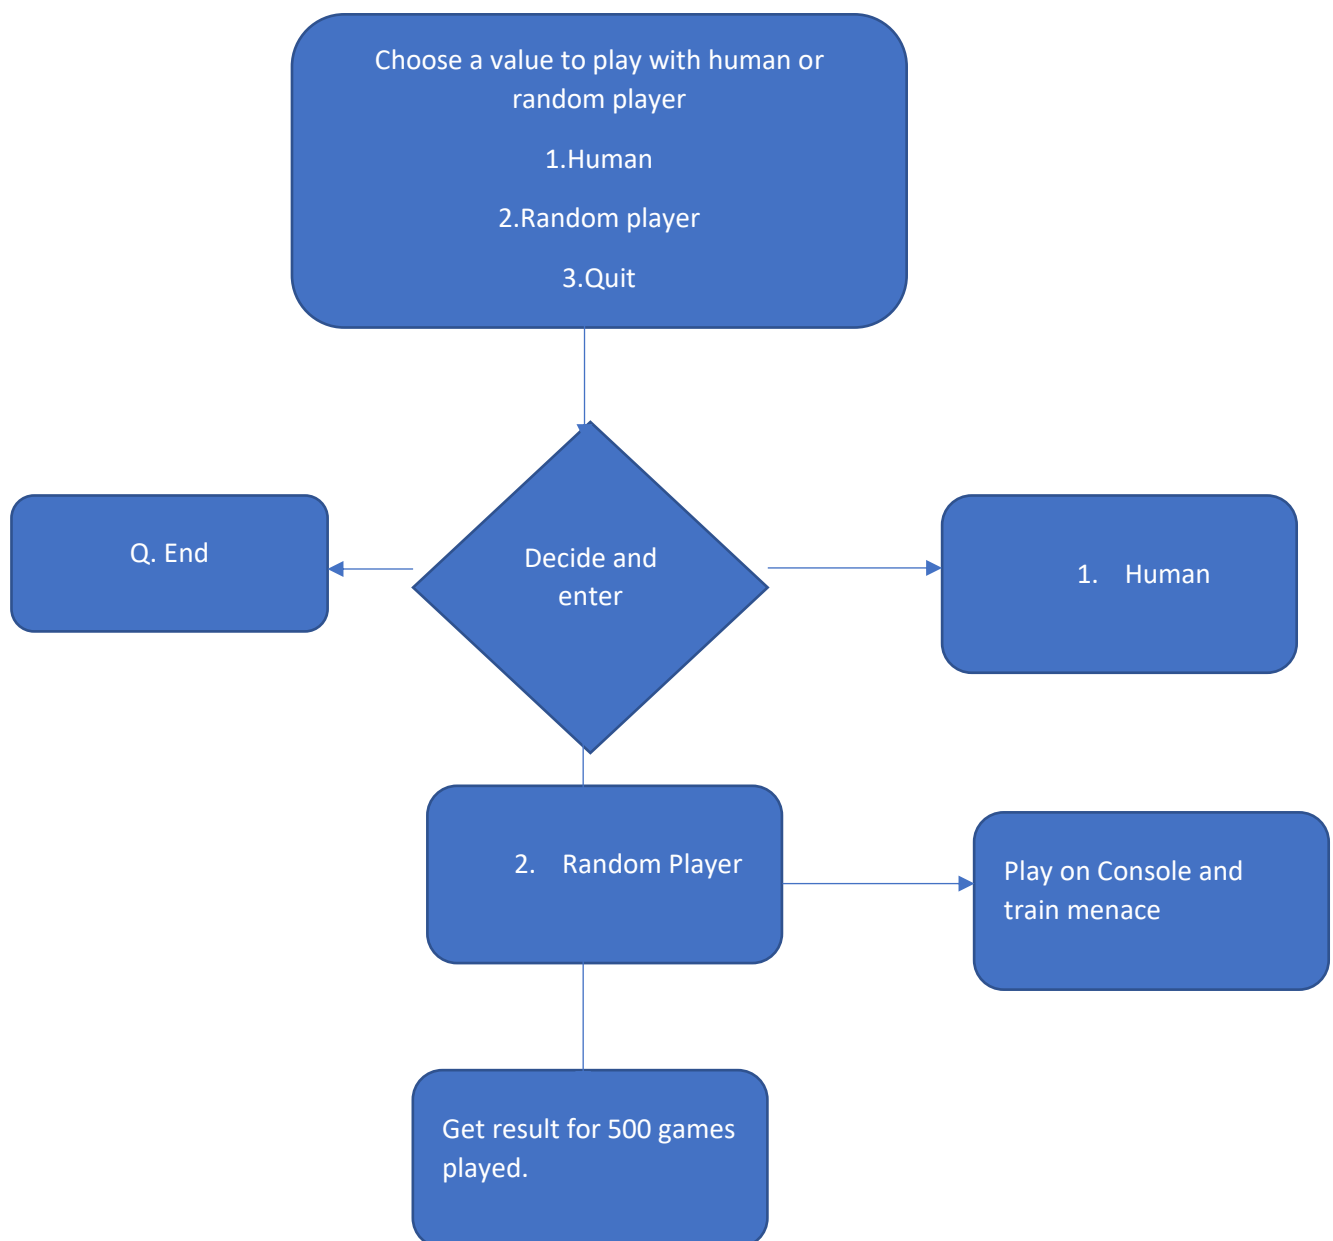 Choose a value to play with human or
random player
1.Human
2.Random player
3.Quit
Q. End
Decide and
enter
1. Human
2. Random Player
Play on Console and
train menace
Get result for 500 games
played.